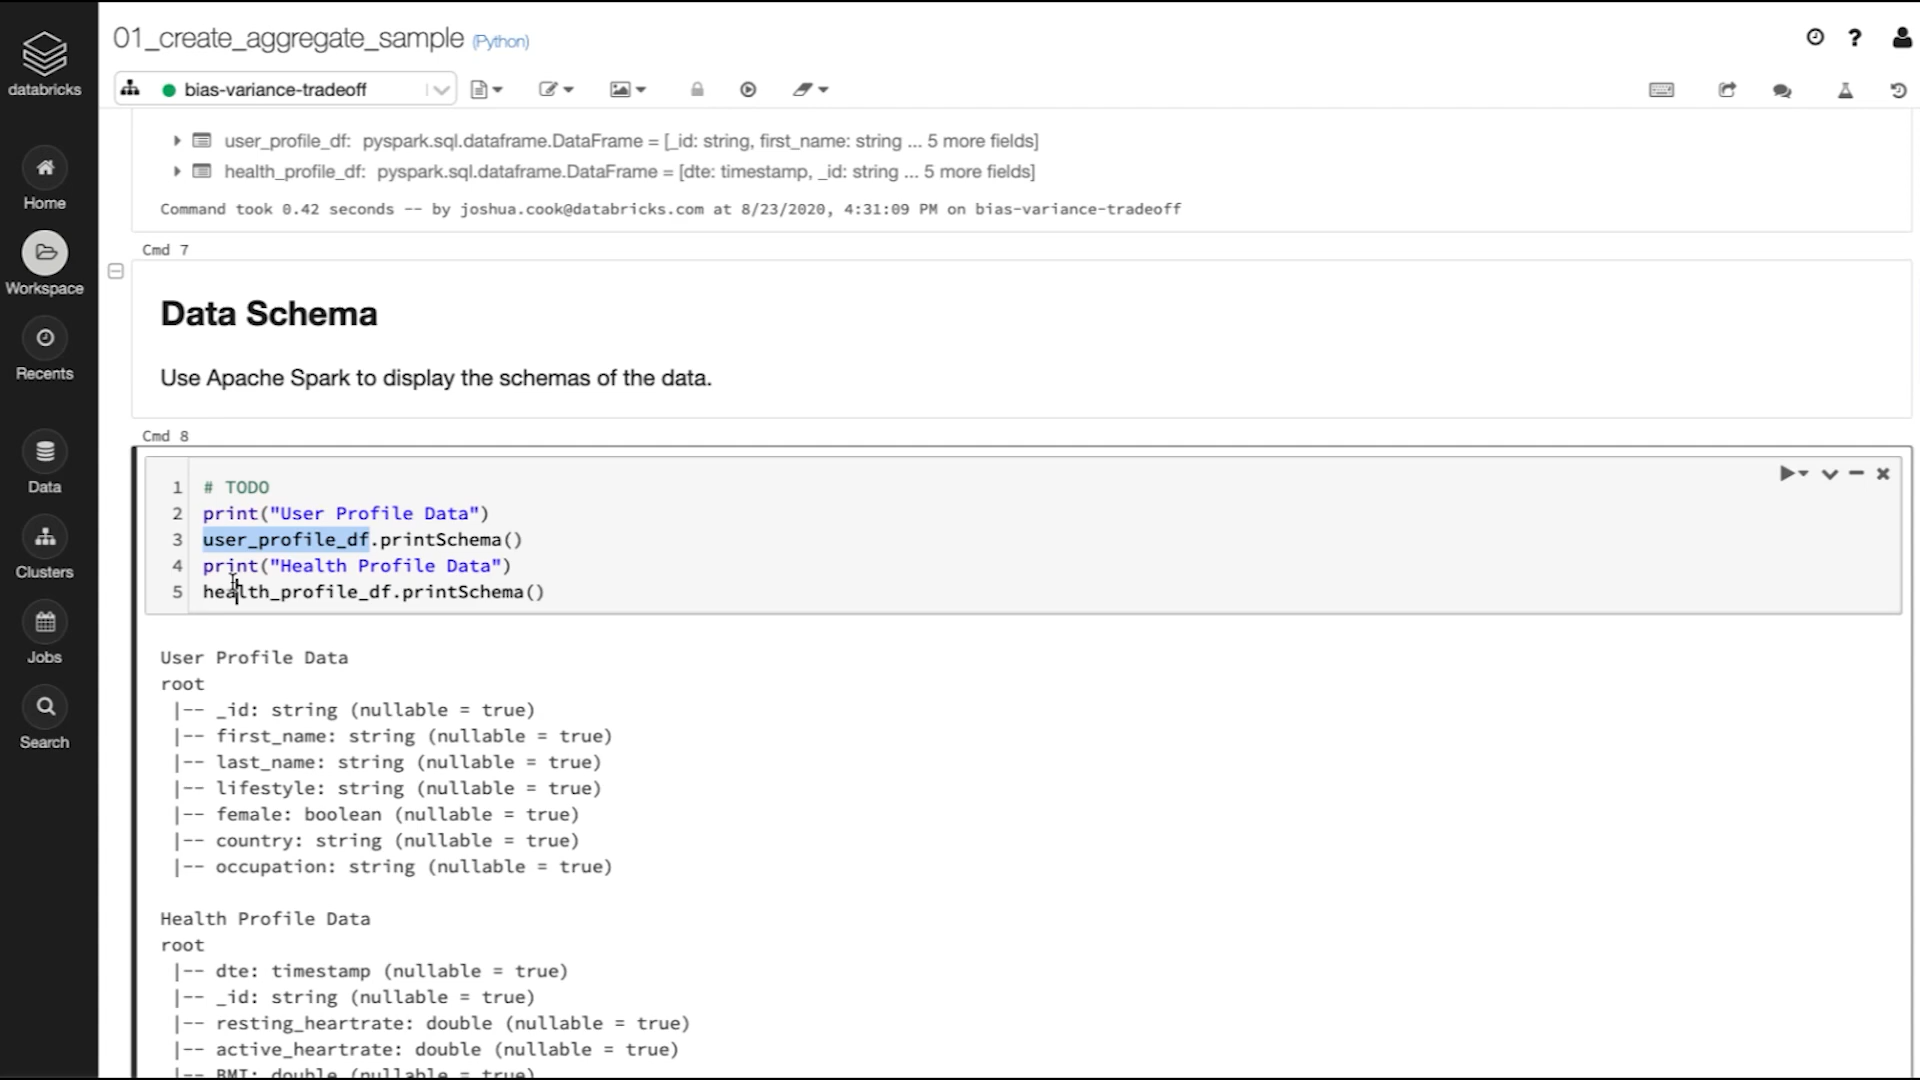 01_create_aggregate_sample (Python)
databricks
bias-variance-tradeoff
user_profile_df: pyspark.sql.dataframe.DataFrame = [_id: string, first_name: string ... 5 more fields]
health_profile_df: pyspark.sql.dataframe.DataFrame = [dte: timestamp, _id: string ... 5 more fields]
Command took 0.42 seconds -- by joshua.cook@databricks.com at 8/23/2020, 4:31:09 PM on bias-variance-tradeoff
Home
Workspace
Recents
Data
Clusters
Jobs
Search
Cmd 7
Data Schema
Use Apache Spark to display the schemas of the data.
Cmd 8
1 # TODO
2 print("User Profile Data")
3 user_profile_df.printSchema()
4 print("Health Profile Data")
5 health_profile_df.printSchema()
User Profile Data
root
|-- _id: string (nullable = true)
|-- first_name: string (nullable = true)
|-- last_name: string (nullable = true)
|-- lifestyle: string (nullable = true)
|-- female: boolean (nullable = true)
|-- country: string (nullable = true)
|-- occupation: string (nullable = true)
Health Profile Data
root
|-- dte: timestamp (nullable = true)
|-- _id: string (nullable = true)
|-- resting_heartrate: double (nullable = true)
|-- active_heartrate: double (nullable = true)
|-- BMI: double (nullable = true)